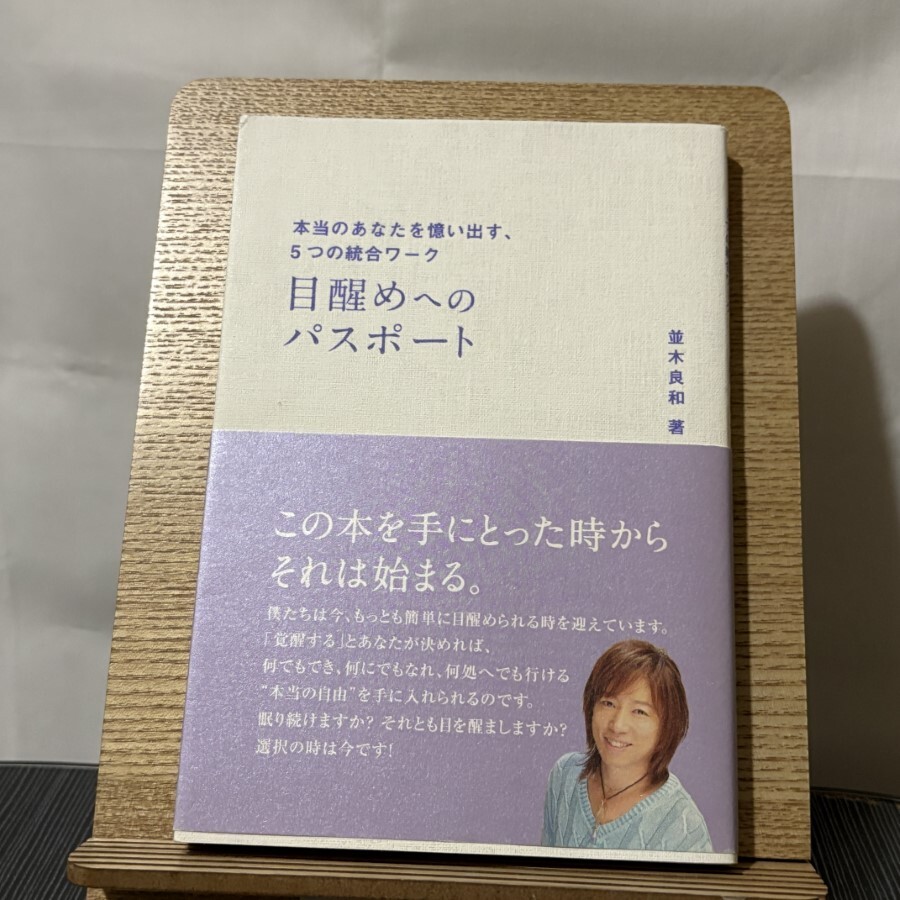 本当のあなたを憶い出す、
5つの統合ワーク
目醒めへの
パスポート
並木良和 著
この本を手にとった時から
それは始まる。
僕たちは今、もっとも簡単に目醒められる時を迎えています。
「覚醒する」とあなたが決めれば、
何でもでき、何にでもなれ、何処へでも行ける
“本当の自由”を手に入れられるのです。
眠り続けますか? それとも目を醒ましますか?
選択の時は今です!